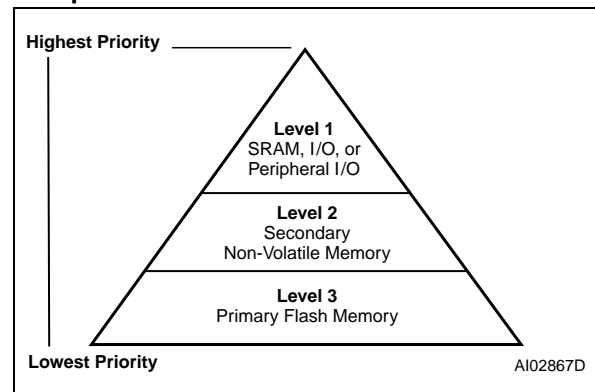 Highest Priority
Level 1
SRAM, I/O, or
Peripheral I/O
Level 2
Secondary
Non-Volatile Memory
Level 3
Primary Flash Memory
Lowest Priority
AI02867D